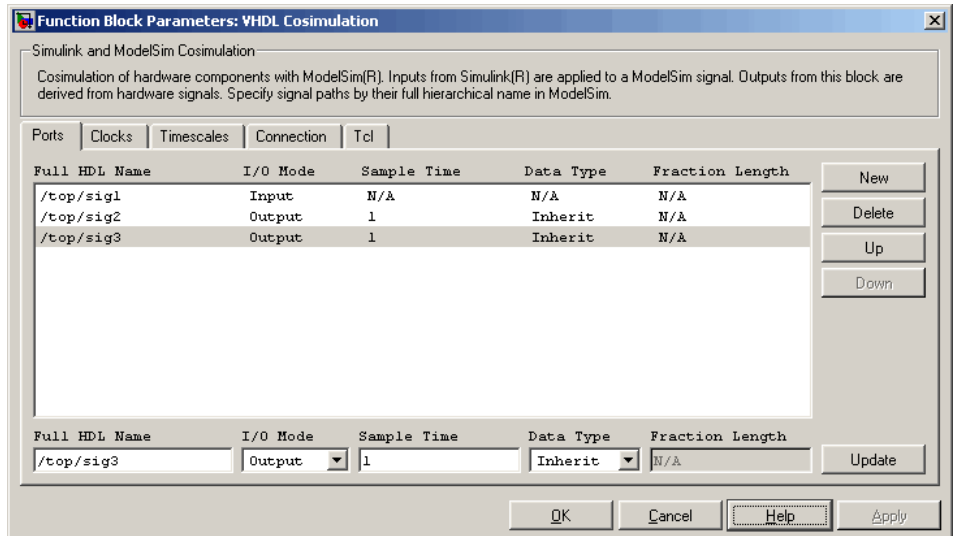 Function Block Parameters: VHDL Cosimulation
Simulink and ModelSim Cosimulation
Cosimulation of hardware components with ModelSim(R). Inputs from Simulink(R) are applied to a ModelSim signal. Outputs from this block are
derived from hardware signals. Specify signal paths by their full hierarchical name in ModelSim.
Ports Clocks Timescales Connection Tcl
Full HDL Name I/O Mode Sample Time Data Type Fraction Length
/top/sig1 Input N/A N/A N/A
/top/sig2 Output 1 Inherit N/A
/top/sig3 Output 1 Inherit N/A
New
Delete
Up
Down
Full HDL Name I/O Mode Sample Time Data Type Fraction Length
/top/sig3 Output 1 Inherit N/A Update
OK Cancel Help Apply